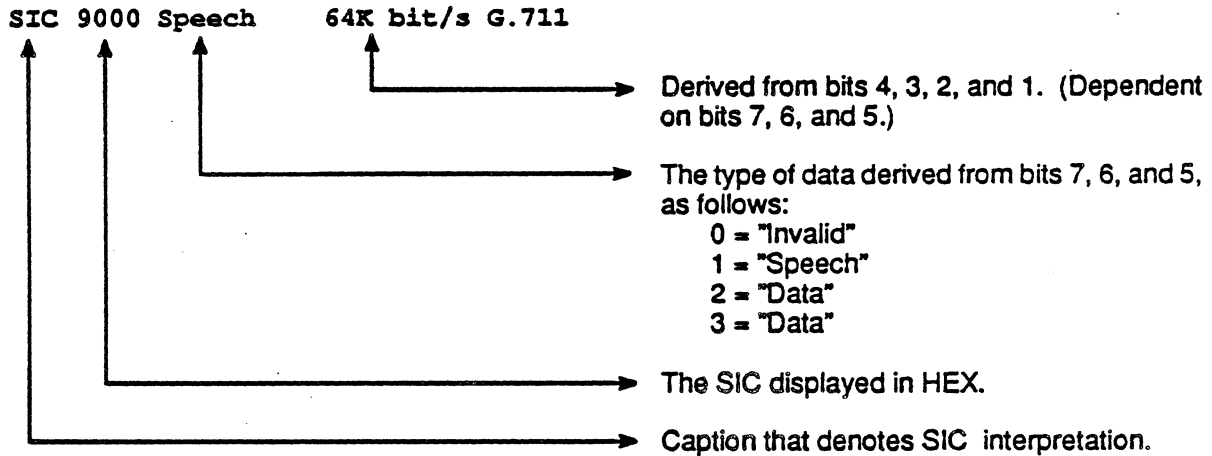 SIC 9000 Speech 64K bit/s G.711
Derived from bits 4, 3, 2, and 1. (Dependent
on bits 7, 6, and 5.)
The type of data derived from bits 7, 6, and 5,
as follows:
0 = "Invalid"
1 = "Speech"
2 = "Data"
3 = "Data"
The SIC displayed in HEX.
Caption that denotes SIC interpretation.